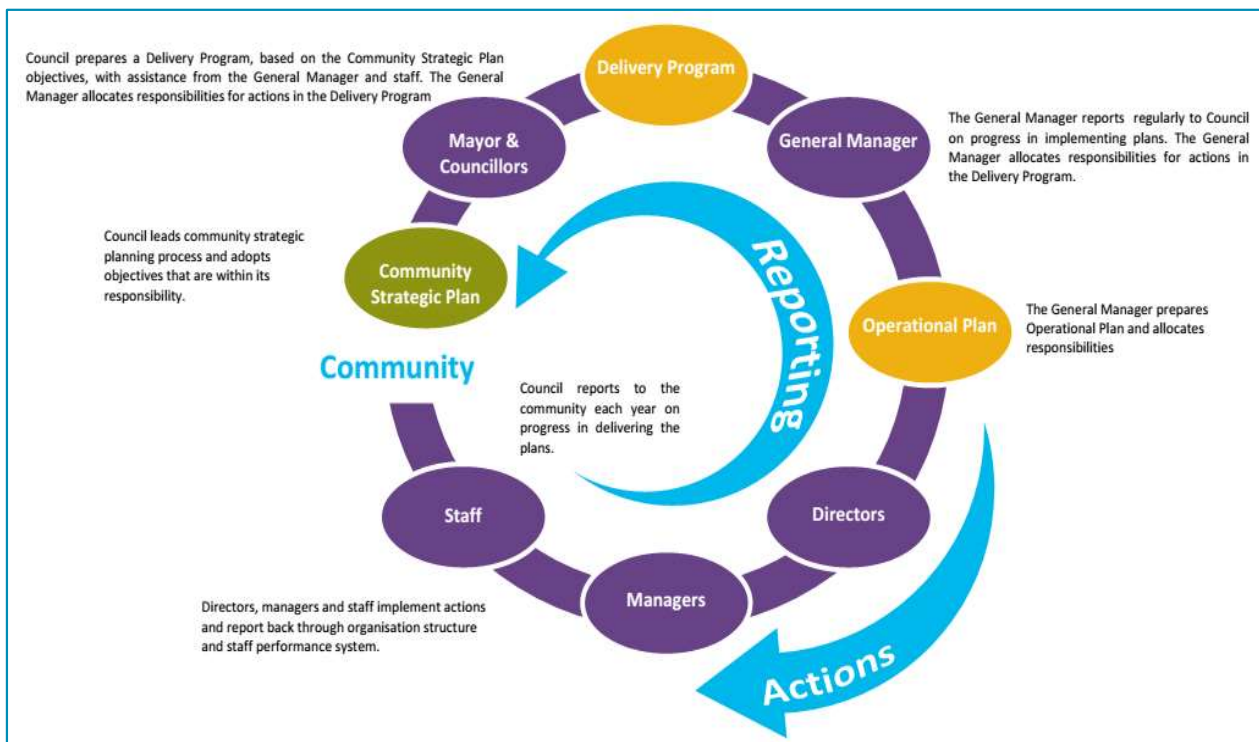 Council prepares a Delivery Program, based on the Community Strategic Plan
objectives, with assistance from the General Manager and staff. The General
Manager allocates responsibilities for actions in the Delivery Program
Delivery Program
Mayor &
Councillors
General Manager
The General Manager reports regularly to Council
on progress in implementing plans. The General
Manager allocates responsibilities for actions in
the Delivery Program.
Council leads community strategic
planning process and adopts
objectives that are within its
responsibility.
Community
Strategic Plan
Reporting
Operational Plan
The General Manager prepares
Operational Plan and allocates
responsibilities
Community
Council reports to the
community each year on
progress in delivering the
plans.
Staff
Directors
Managers
Directors, managers and staff implement actions
and report back through organisation structure
and staff performance system.
Actions